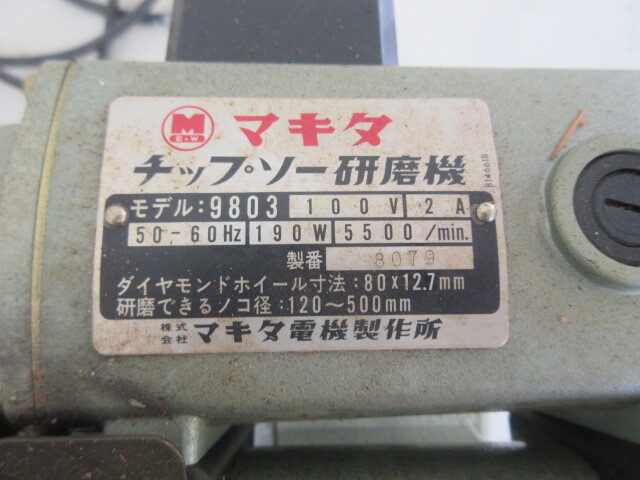 M
E&W
マキタ
チップソー研磨機
モデル:9803 100V 2A
50-60Hz 190W 5500/min.
製番 8079
ダイヤモンドホイール寸法:80×12.7mm
研磨できるノコ径:120～500mm
株式会社 マキタ電機製作所
814661B